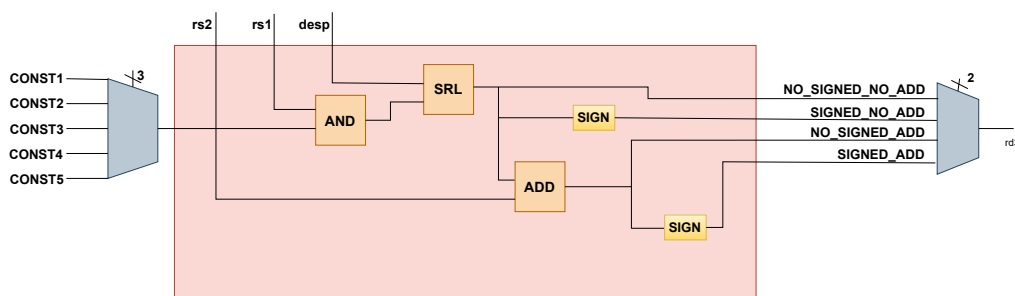 rs2 rs1 desp
CONST1
CONST2
CONST3
CONST4
CONST5
3
AND
SRL
SIGN
ADD
SIGN
NO_SIGNED_NO_ADD
SIGNED_NO_ADD
NO_SIGNED_ADD
SIGNED_ADD
2